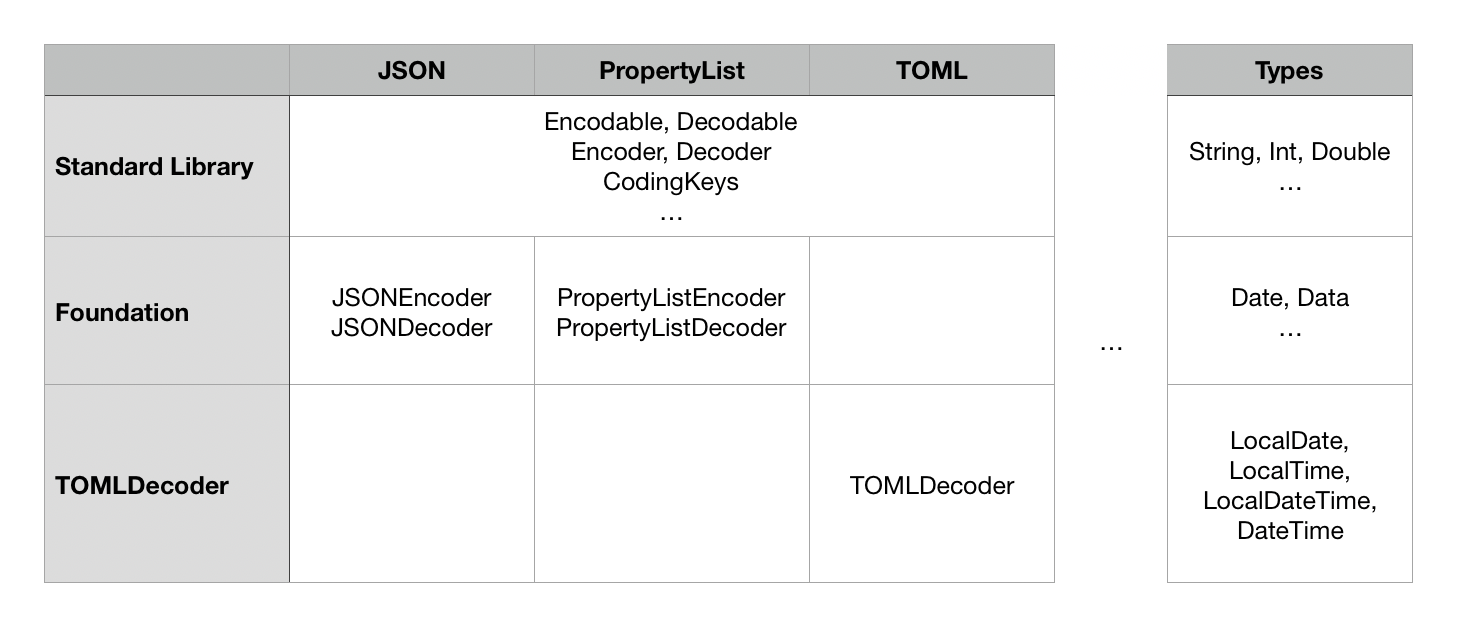 JSON PropertyList TOML Types
Standard Library
Encodable, Decodable
Encoder, Decoder
CodingKeys
…
String, Int, Double
…
Foundation
JSONEncoder
JSONDecoder
PropertyListEncoder
PropertyListDecoder
…
Date, Data
…
TOMLDecoder
TOMLDecoder
LocalDate,
LocalTime,
LocalDateTime,
DateTime